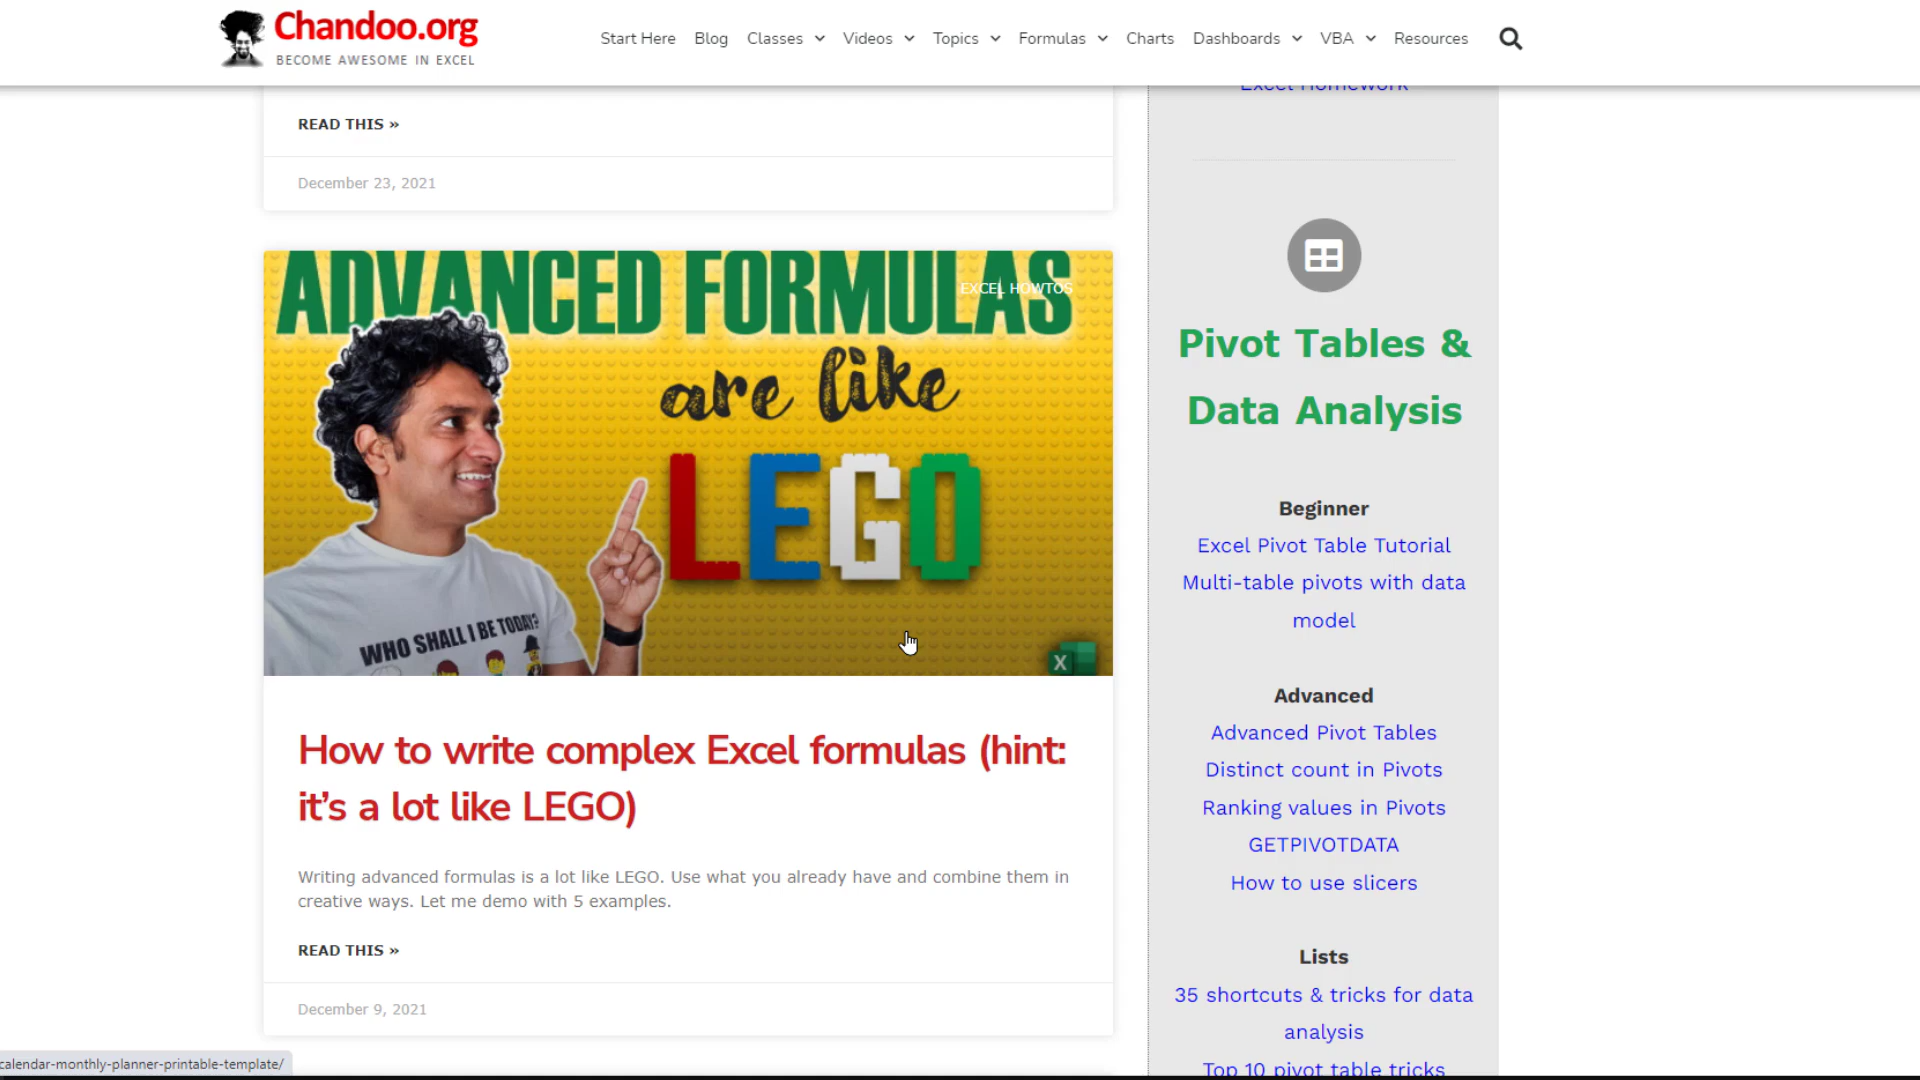 Chandoo.org
BECOME AWESOME IN EXCEL
Start Here Blog Classes Videos Topics Formulas Charts Dashboards VBA Resources
READ THIS »
December 23, 2021
ADVANCED FORMULAS
EXCEL HOWTOS
are like
LEGO
WHO SHALL I BE TODAY?
X
How to write complex Excel formulas (hint:
it's a lot like LEGO)
Writing advanced formulas is a lot like LEGO. Use what you already have and combine them in
creative ways. Let me demo with 5 examples.
READ THIS »
December 9, 2021
Excel Homework
Pivot Tables &
Data Analysis
Beginner
Excel Pivot Table Tutorial
Multi-table pivots with data
model
Advanced
Advanced Pivot Tables
Distinct count in Pivots
Ranking values in Pivots
GETPIVOTDATA
How to use slicers
Lists
35 shortcuts & tricks for data
analysis
Top 10 pivot table tricks
calendar-monthly-planner-printable-template/